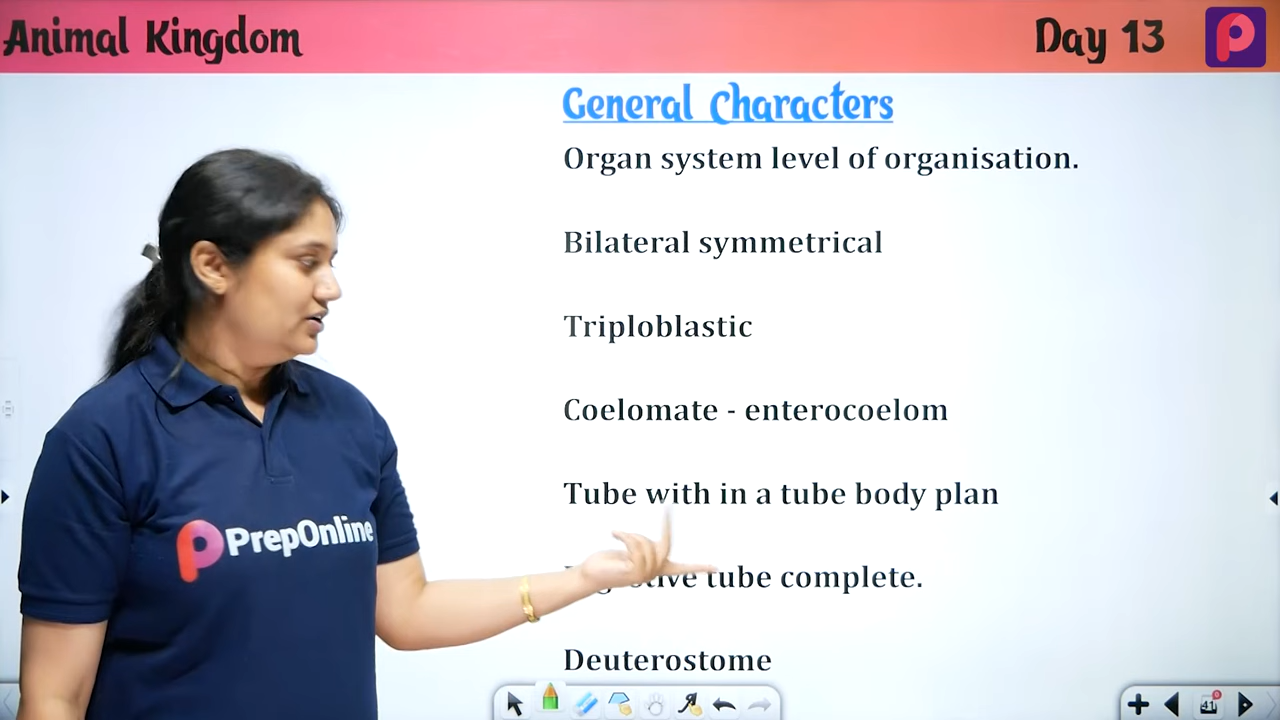 Animal Kingdom
Day 13
General Characters
Organ system level of organisation.
Bilateral symmetrical
Triploblastic
Coelomate - enterocoelom
Tube with in a tube body plan
tube complete.
Deuterostome
PrepOnline
41